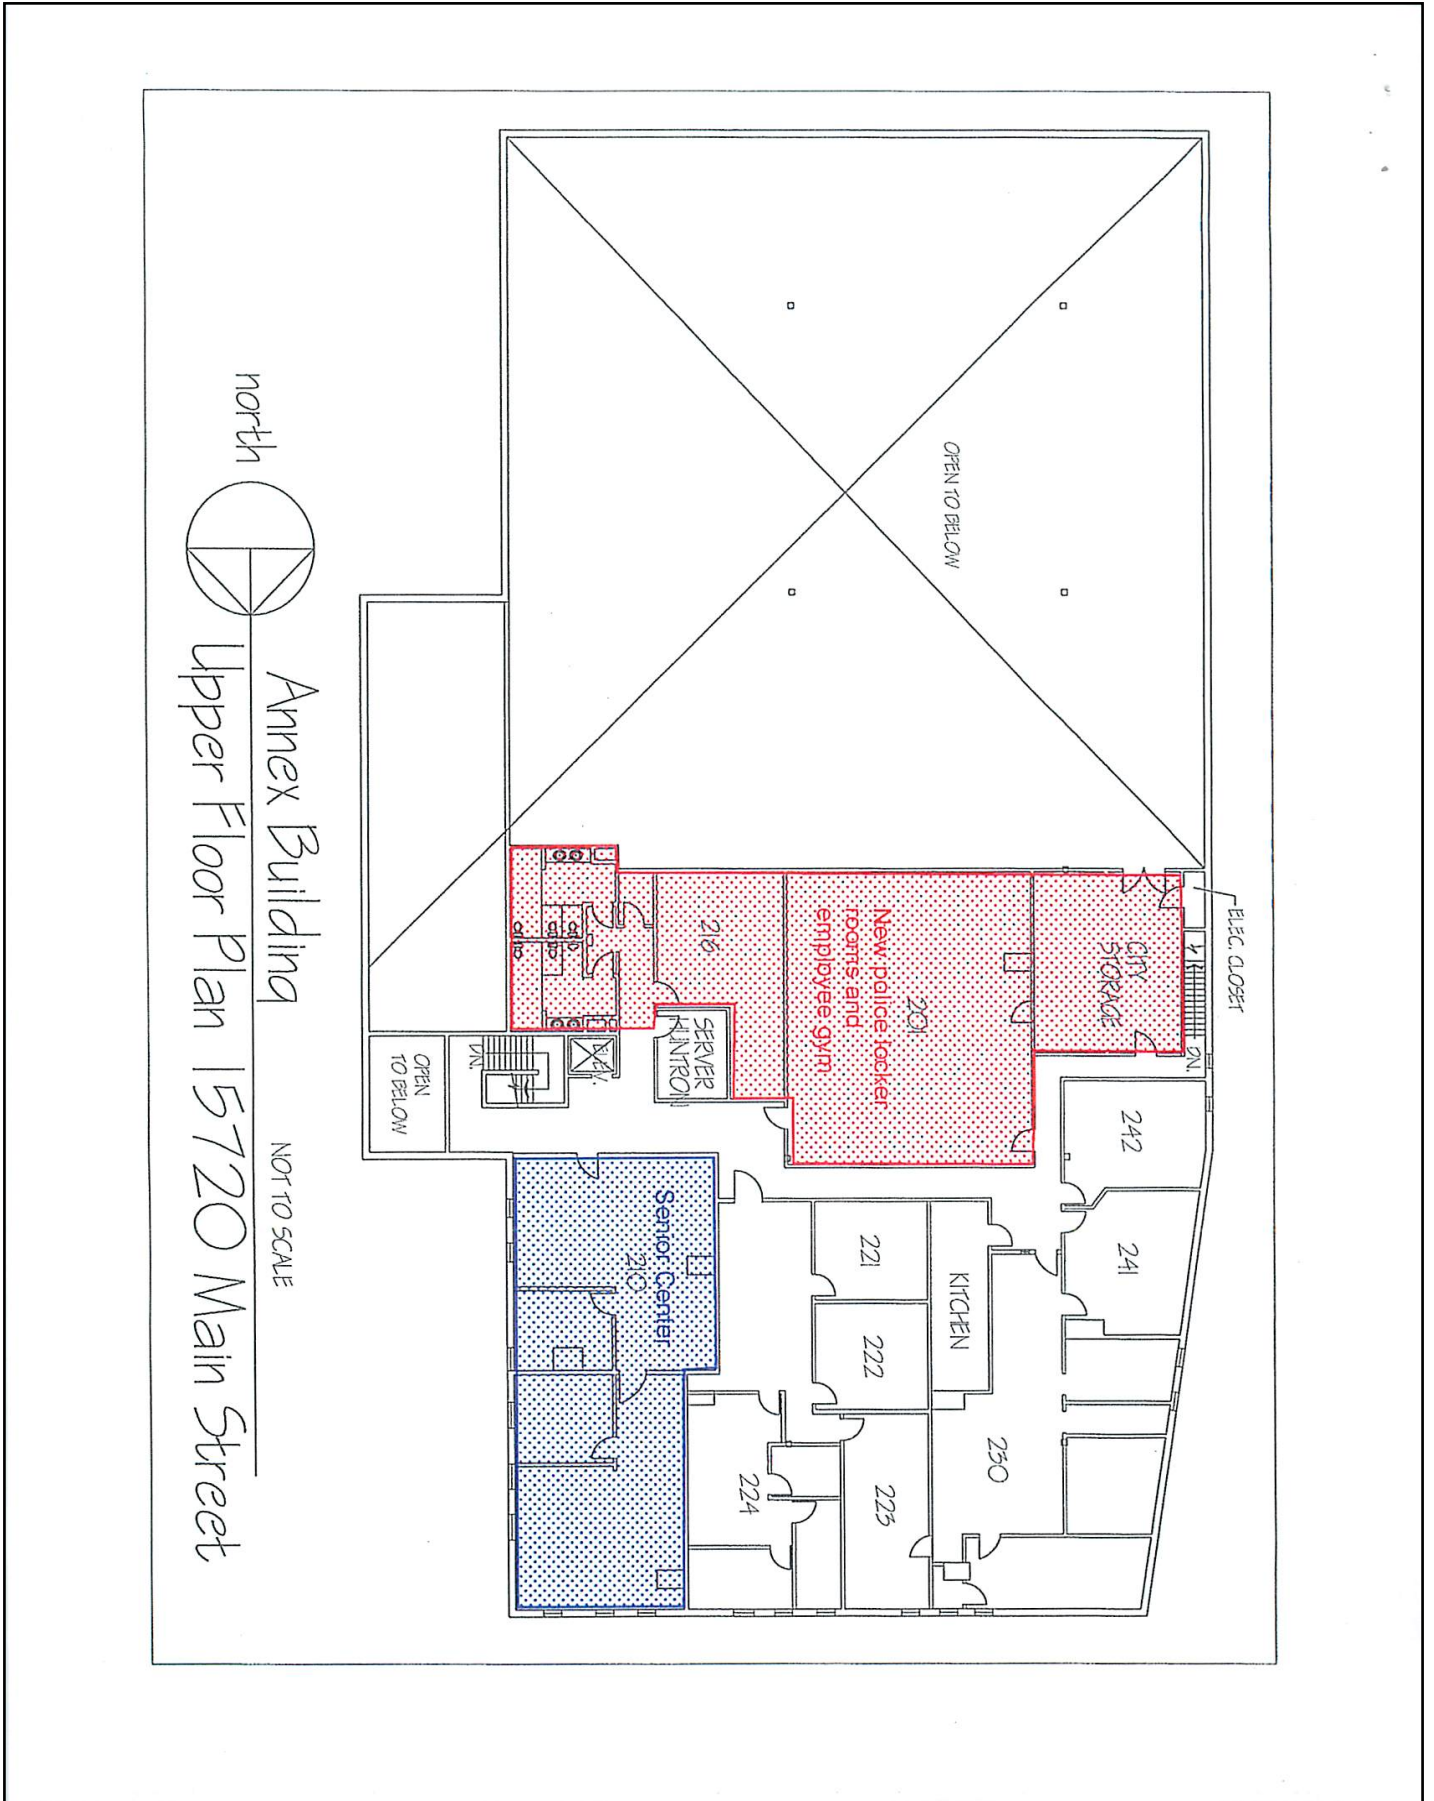 OPEN TO BELOW
ELEC. CLOSET
CITY
STORAGE
DN.
201
New police locker
rooms and
employee gym
216
SERVER
HUNTRON
ELEV.
DN.
OPEN
TO BELOW
242
241
KITCHEN
221
222
230
223
224
Senior Center
210
north
Annex Building
NOT TO SCALE
Upper Floor Plan 15720 Main Street